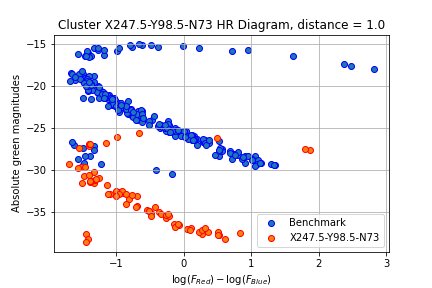 Cluster X247.5-Y98.5-N73 HR Diagram, distance = 1.0
Absolute green magnitudes
−15
−20
−25
−30
−35
Benchmark
X247.5-Y98.5-N73
−1 0 1 2 3
log(F_Red) − log(F_Blue)